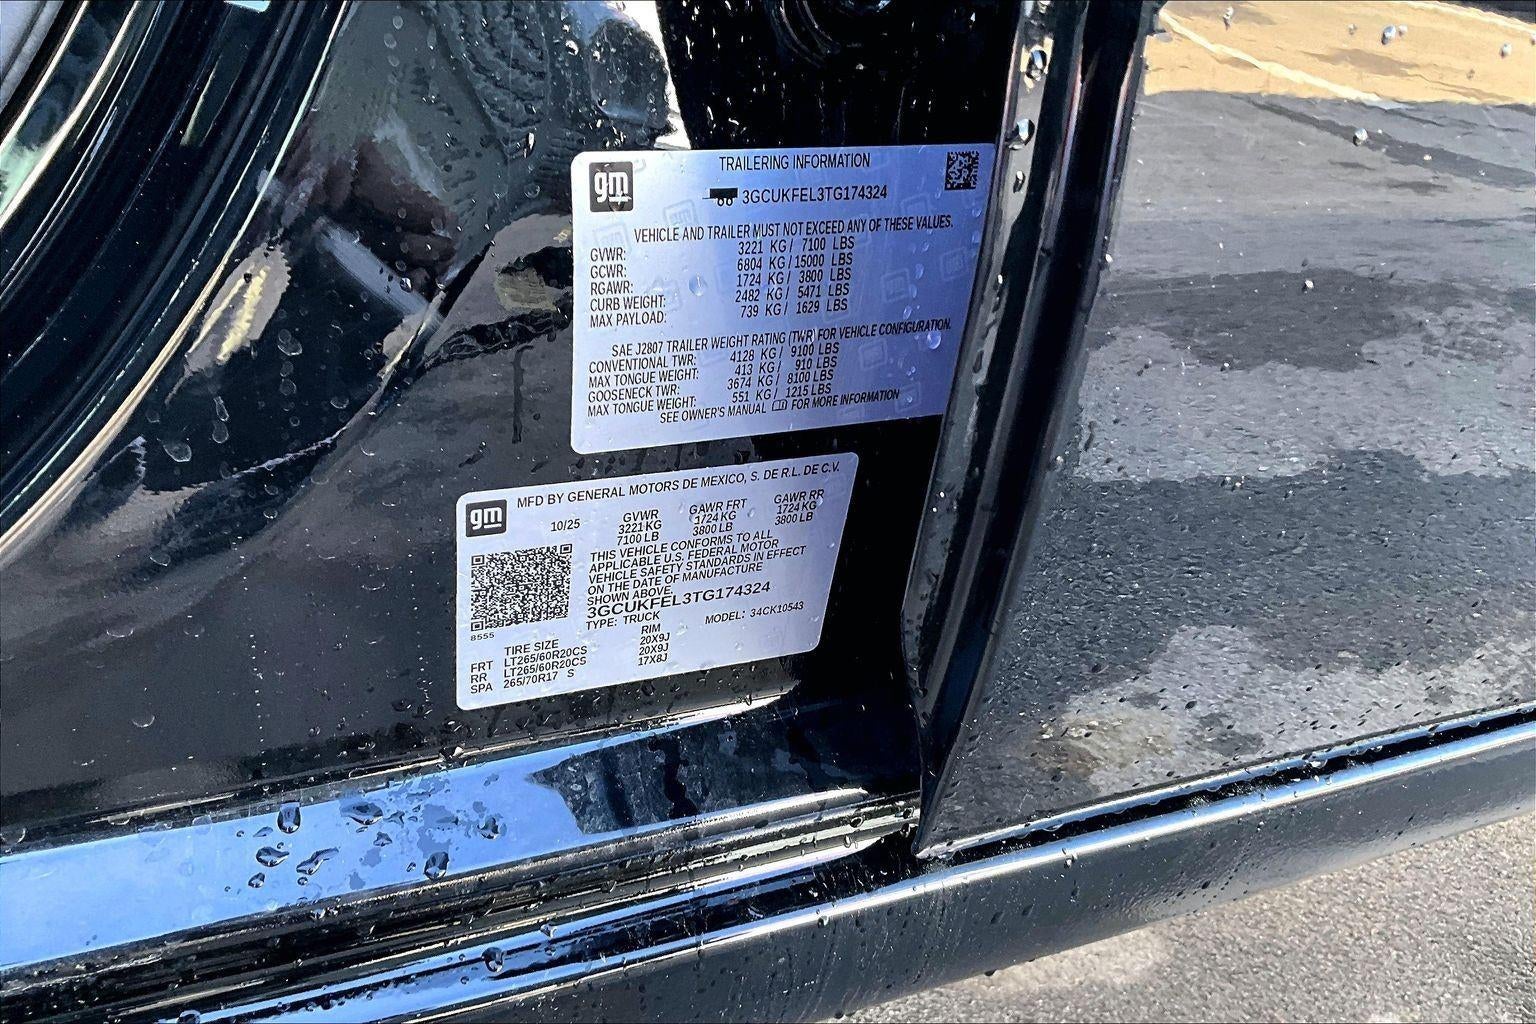 gm
TRAILERING INFORMATION
3GCUKFEL3TG174324
VEHICLE AND TRAILER MUST NOT EXCEED ANY OF THESE VALUES.
GVWR: 3221 KG / 7100 LBS
GCWR: 6804 KG / 15000 LBS
RGAWR: 1724 KG / 3800 LBS
CURB WEIGHT: 2482 KG / 5471 LBS
MAX PAYLOAD: 739 KG / 1629 LBS
SAE J2807 TRAILER WEIGHT RATING (TWR) FOR VEHICLE CONFIGURATION.
CONVENTIONAL TWR: 4128 KG / 9100 LBS
MAX TONGUE WEIGHT: 413 KG / 910 LBS
GOOSENECK TWR: 3674 KG / 8100 LBS
MAX TONGUE WEIGHT: 551 KG / 1215 LBS
SEE OWNER'S MANUAL FOR MORE INFORMATION
gm
MFD BY GENERAL MOTORS DE MEXICO, S. DE R.L. DE C.V.
10/25 GVWR GAWR FRT GAWR RR
3221 KG 1724 KG 1724 KG
7100 LB 3800 LB 3800 LB
THIS VEHICLE CONFORMS TO ALL
APPLICABLE U.S. FEDERAL MOTOR
VEHICLE SAFETY STANDARDS IN EFFECT
ON THE DATE OF MANUFACTURE
SHOWN ABOVE.
3GCUKFEL3TG174324
TYPE: TRUCK MODEL: 34CK10543
8555
TIRE SIZE RIM
FRT LT265/60R20CS 20X9J
RR LT265/60R20CS 20X9J
SPA 265/70R17 S 17X8J